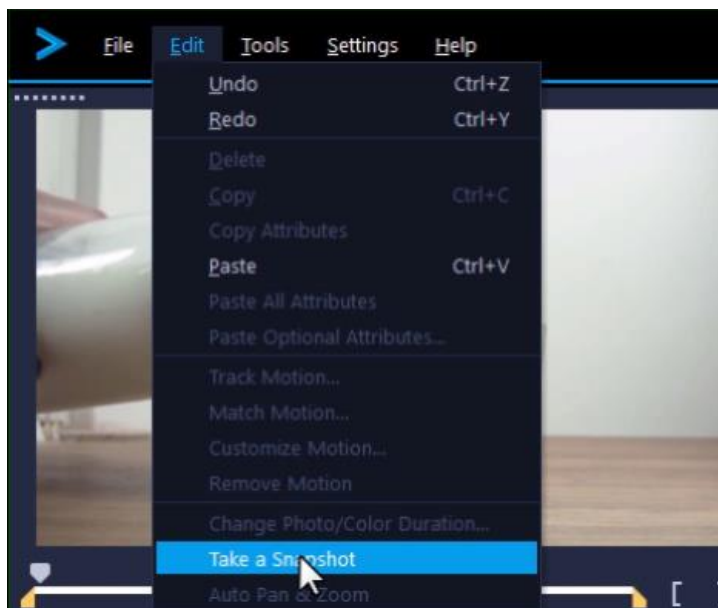 File Edit Tools Settings Help
Undo Ctrl+Z
Redo Ctrl+Y
Delete
Copy Ctrl+C
Copy Attributes
Paste Ctrl+V
Paste All Attributes
Paste Optional Attributes...
Track Motion...
Match Motion...
Customize Motion...
Remove Motion
Change Photo/Color Duration...
Take a Snapshot
Auto Pan & Zoom
[